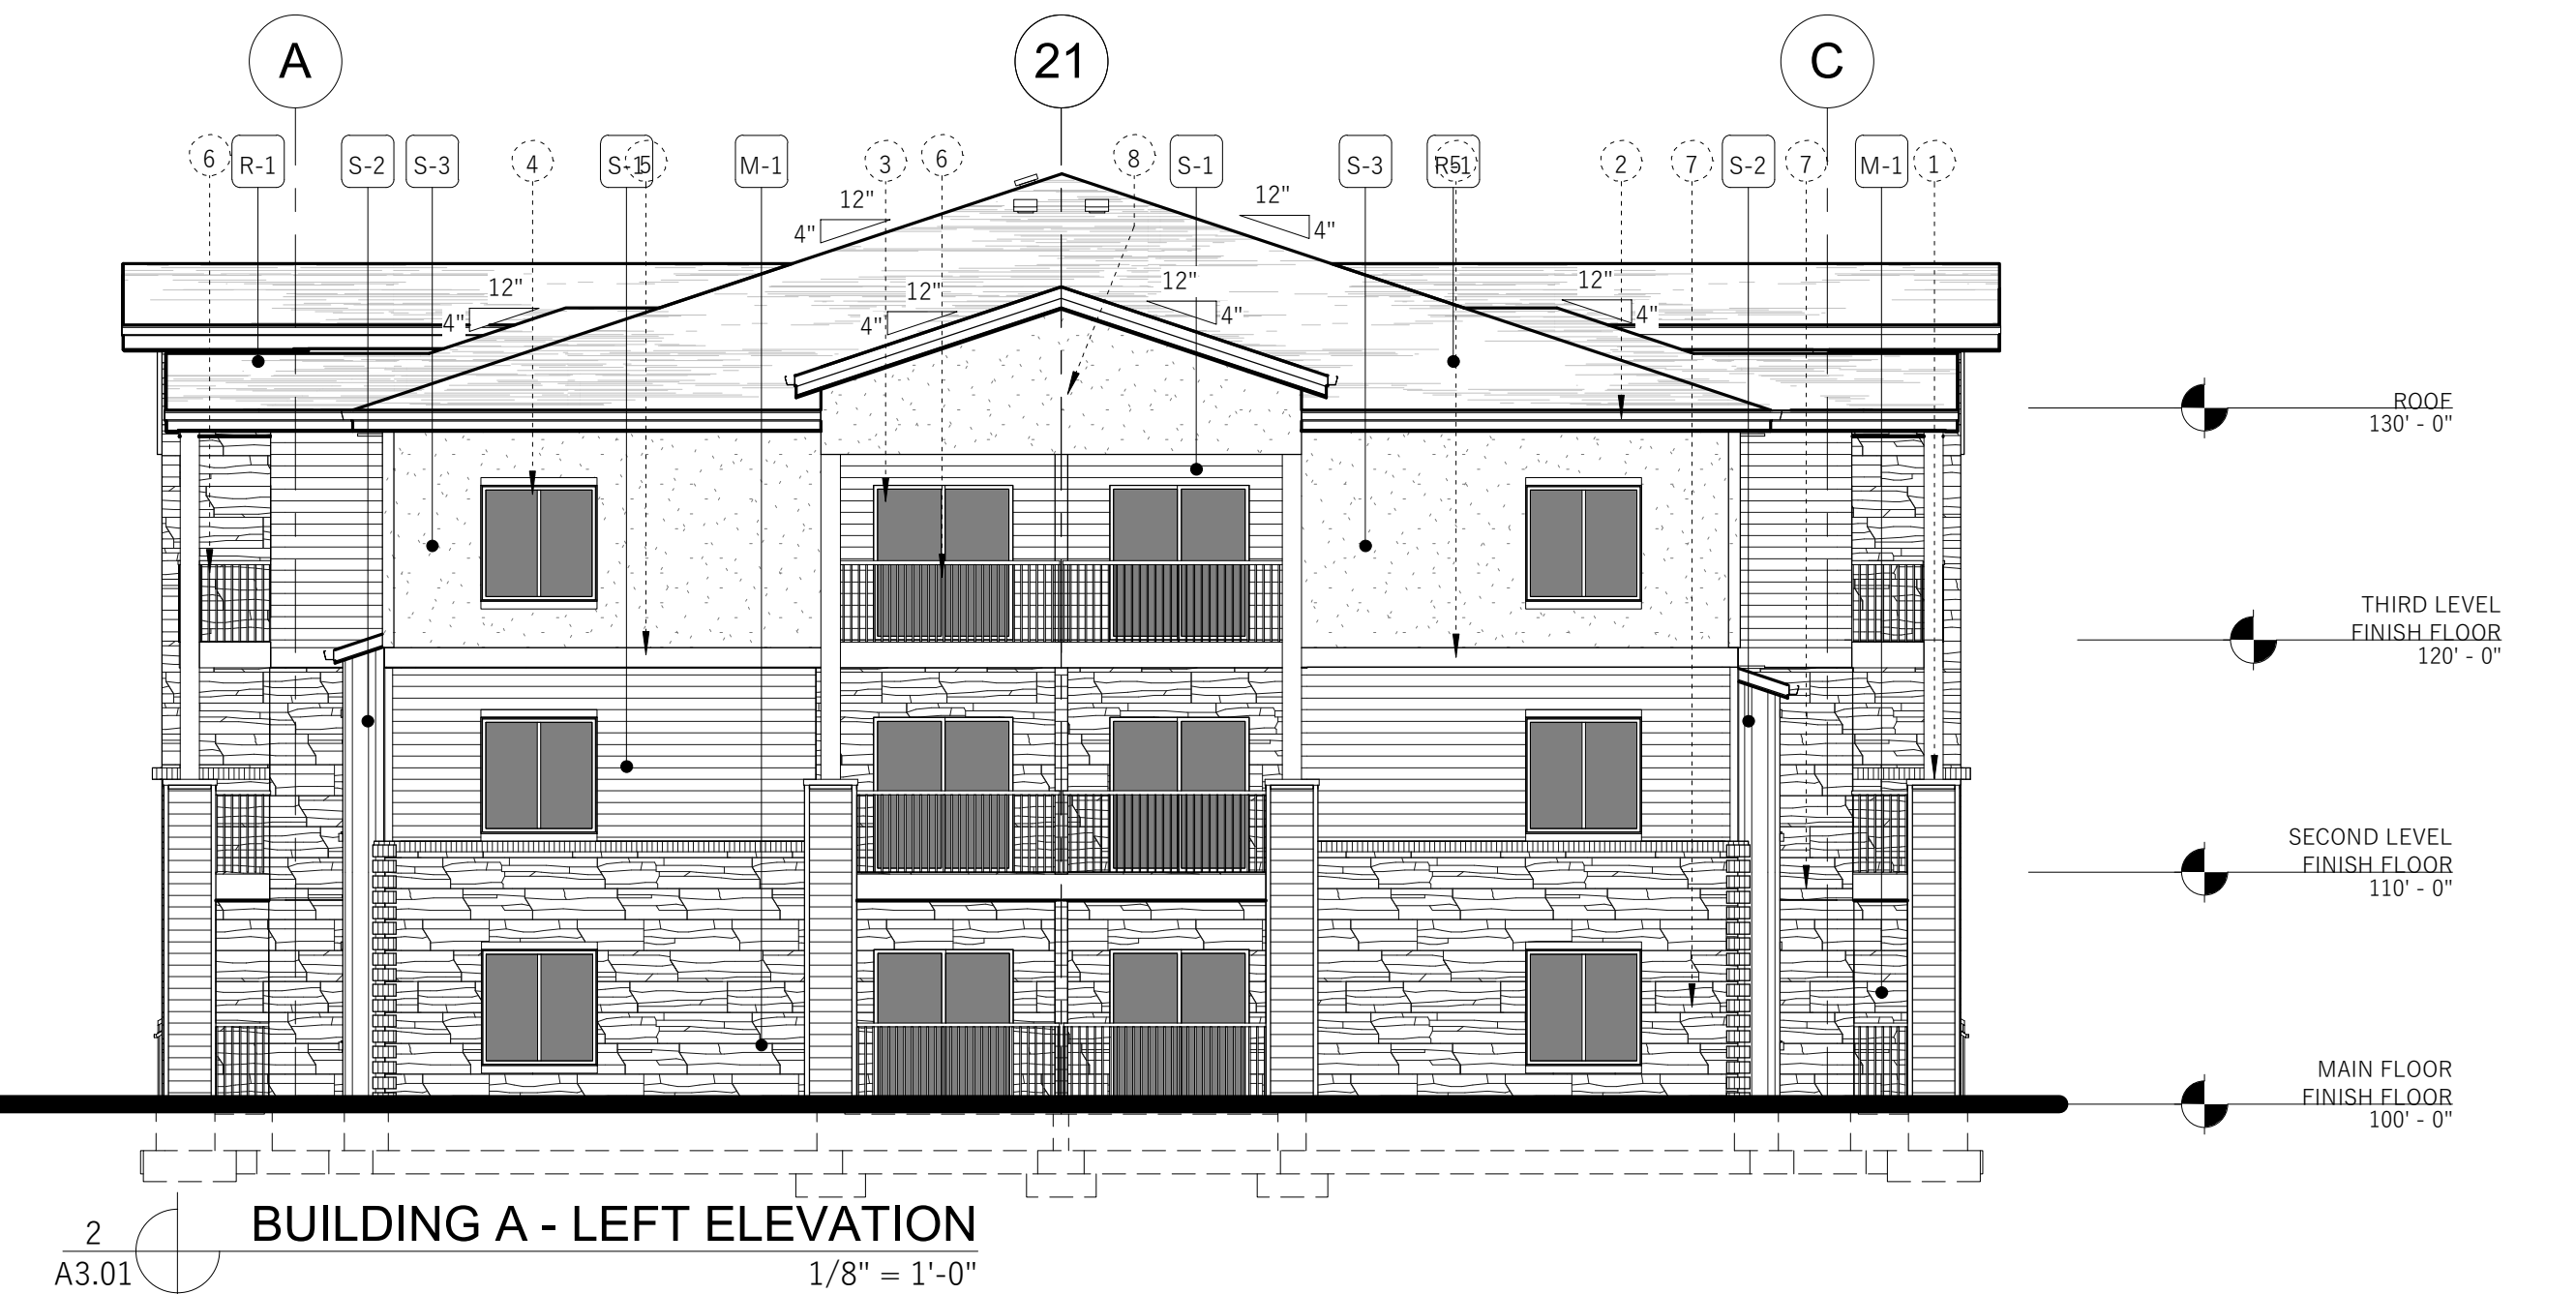 A 21 C
6 R-1 S-2 S-3 4 S-1 5 M-1 3 6 8 S-1 S-3 R-1 5 2 7 S-2 7 M-1 1
12" 12"
4" 4"
12" 12" 12" 12"
4" 4" 4" 4"
ROOF
130' - 0"
THIRD LEVEL
FINISH FLOOR
120' - 0"
SECOND LEVEL
FINISH FLOOR
110' - 0"
MAIN FLOOR
FINISH FLOOR
100' - 0"
2
A3.01
BUILDING A - LEFT ELEVATION
1/8" = 1'-0"